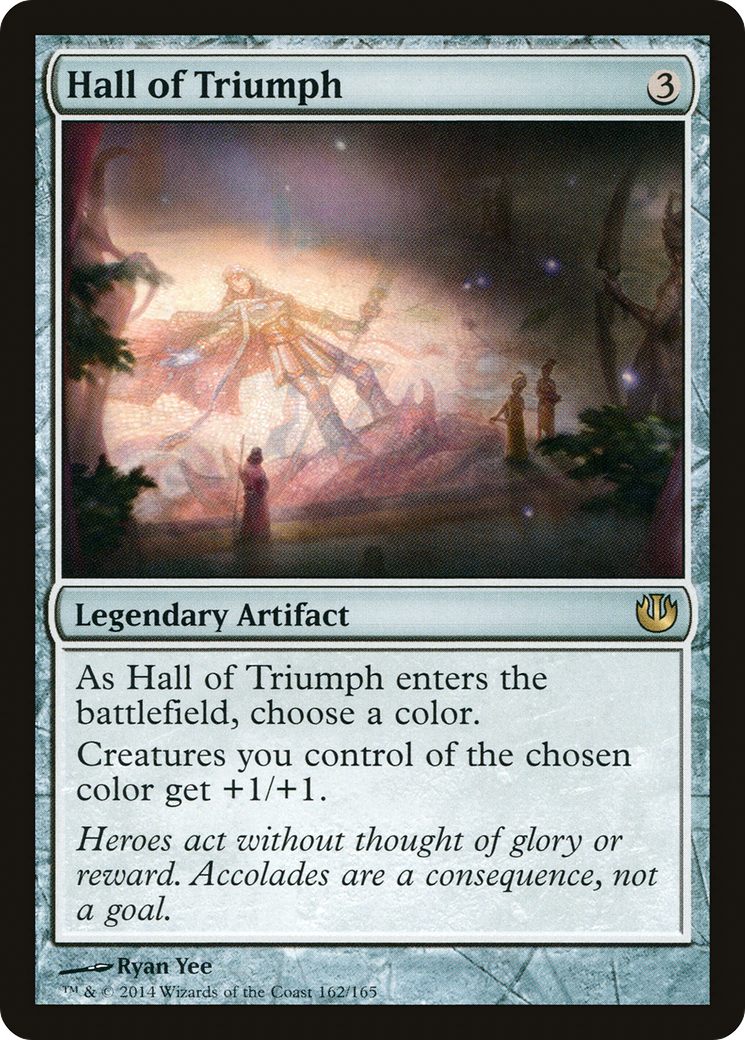 Hall of Triumph 3
Legendary Artifact
As Hall of Triumph enters the
battlefield, choose a color.
Creatures you control of the chosen
color get +1/+1.
Heroes act without thought of glory or
reward. Accolades are a consequence, not
a goal.
Ryan Yee
™ & © 2014 Wizards of the Coast 162/165